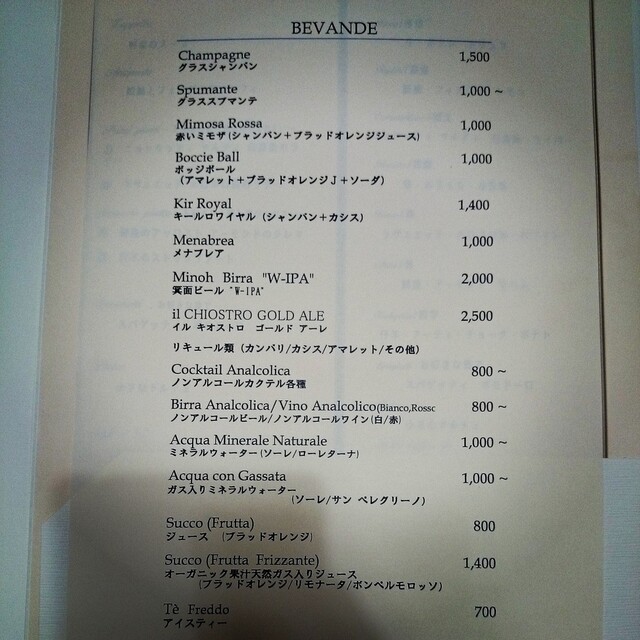 BEVANDE
Champagne 1,500
グラスシャンパン
Spumante 1,000 ~
グラススプマンテ
Mimosa Rossa 1,000
赤いミモザ(シャンパン+ブラッドオレンジジュース)
Boccie Ball 1,000
ボッジボール
(アマレット+ブラッドオレンジJ+ソーダ)
Kir Royal 1,400
キールロワイヤル (シャンパン+カシス)
Menabrea 1,000
メナブレア
Minoh Birra "W-IPA" 2,000
箕面ビール "W-IPA"
il CHIOSTRO GOLD ALE 2,500
イル キオストロ ゴールド アーレ
リキュール類 (カンパリ/カシス/アマレット/その他)
Cocktail Analcolica 800 ~
ノンアルコールカクテル各種
Birra Analcolica/Vino Analcolico(Bianco,Rossc 800 ~
ノンアルコールビール/ノンアルコールワイン(白/赤)
Acqua Minerale Naturale 1,000 ~
ミネラルウォーター(ソーレ/ローレターナ)
Acqua con Gassata 1,000 ~
ガス入りミネラルウォーター
(ソーレ/サン ペレクリーノ)
Succo (Frutta) 800
ジュース (ブラッドオレンジ)
Succo (Frutta Frizzante) 1,400
オーガニック果汁天然ガス入りジュース
(ブラッドオレンジ/リモナータ/ポンペルモロッソ)
Tè Freddo 700
アイスティー